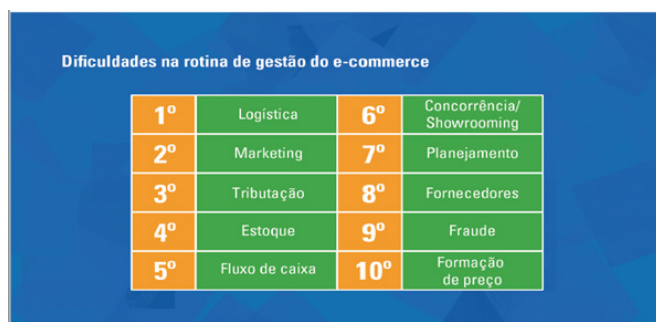 Dificuldades na rotina de gestão do e-commerce
1º Logística 6º Concorrência/
Showrooming
2º Marketing 7º Planejamento
3º Tributação 8º Fornecedores
4º Estoque 9º Fraude
5º Fluxo de caixa 10º Formação
de preço